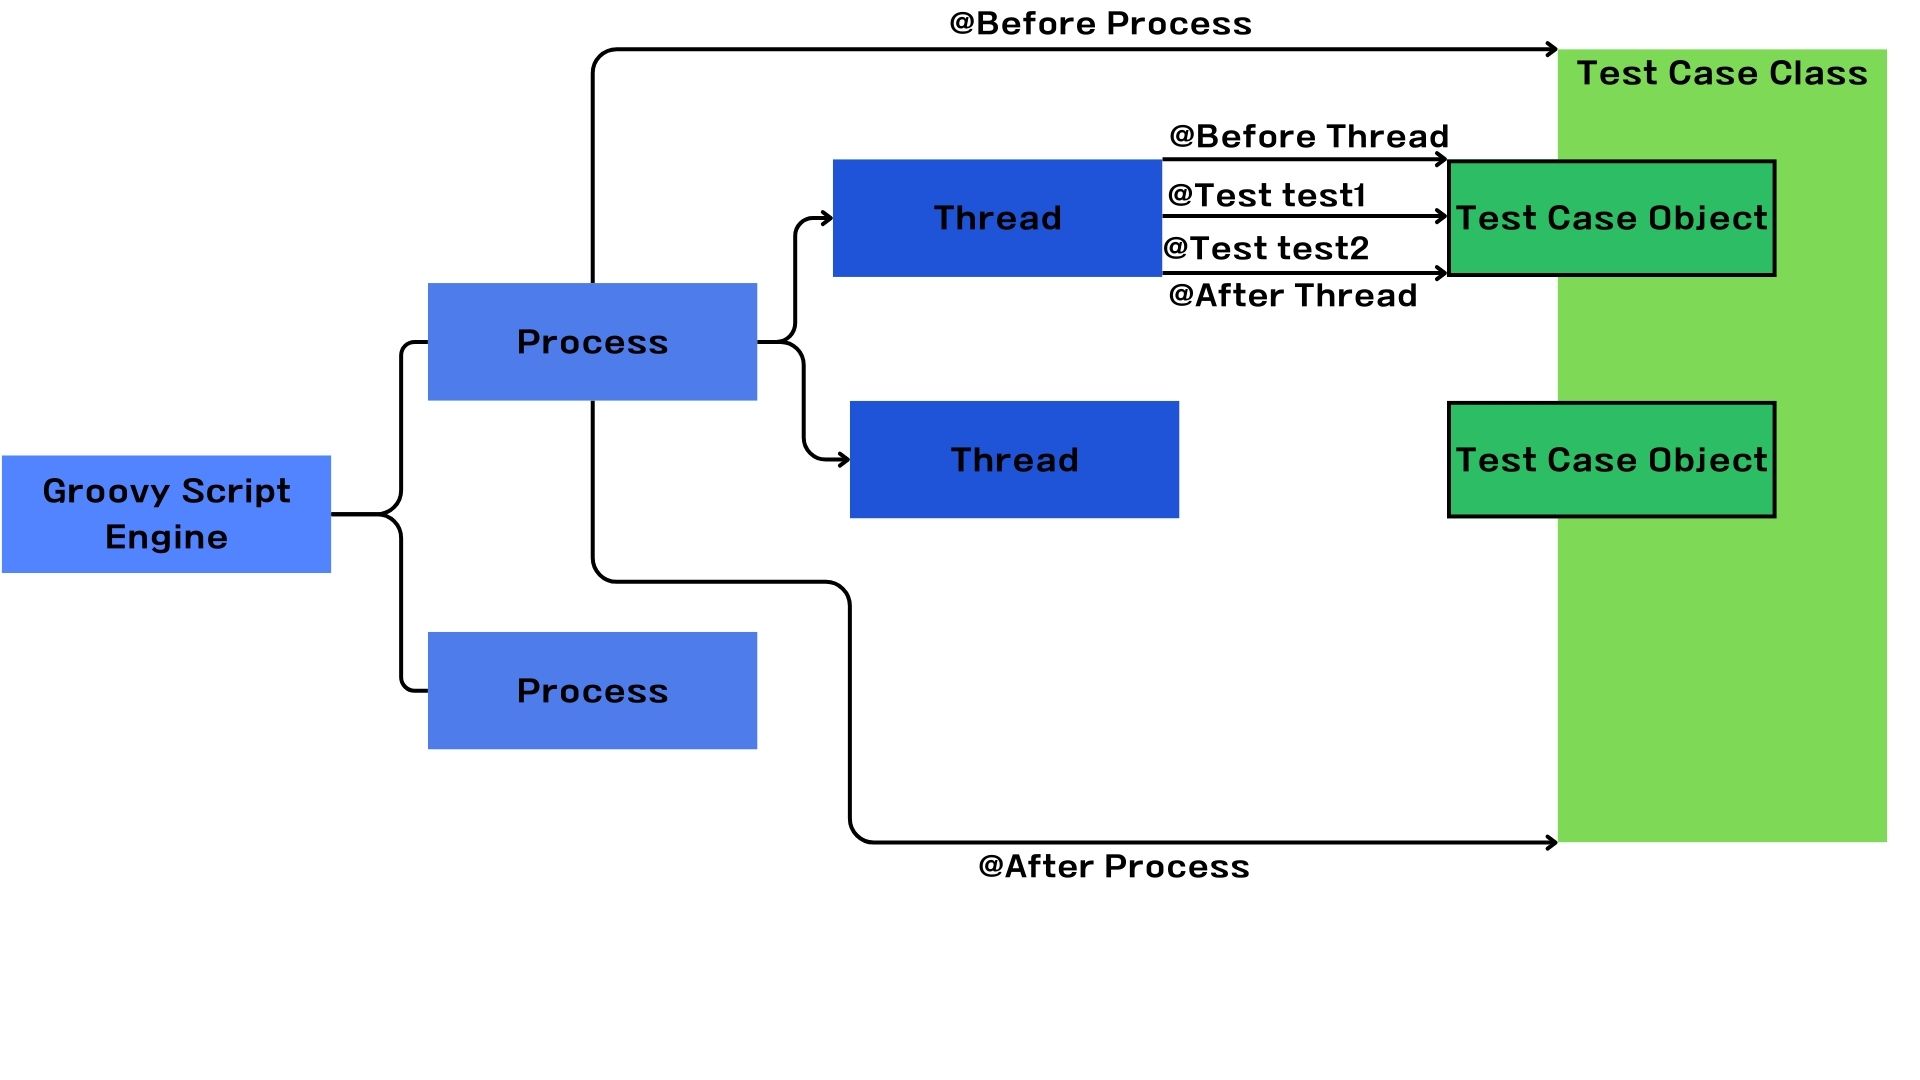 @Before Process
Test Case Class
@Before Thread
@Test test1
Thread
Test Case Object
@Test test2
@After Thread
Process
Thread
Test Case Object
Groovy Script
Engine
Process
@After Process